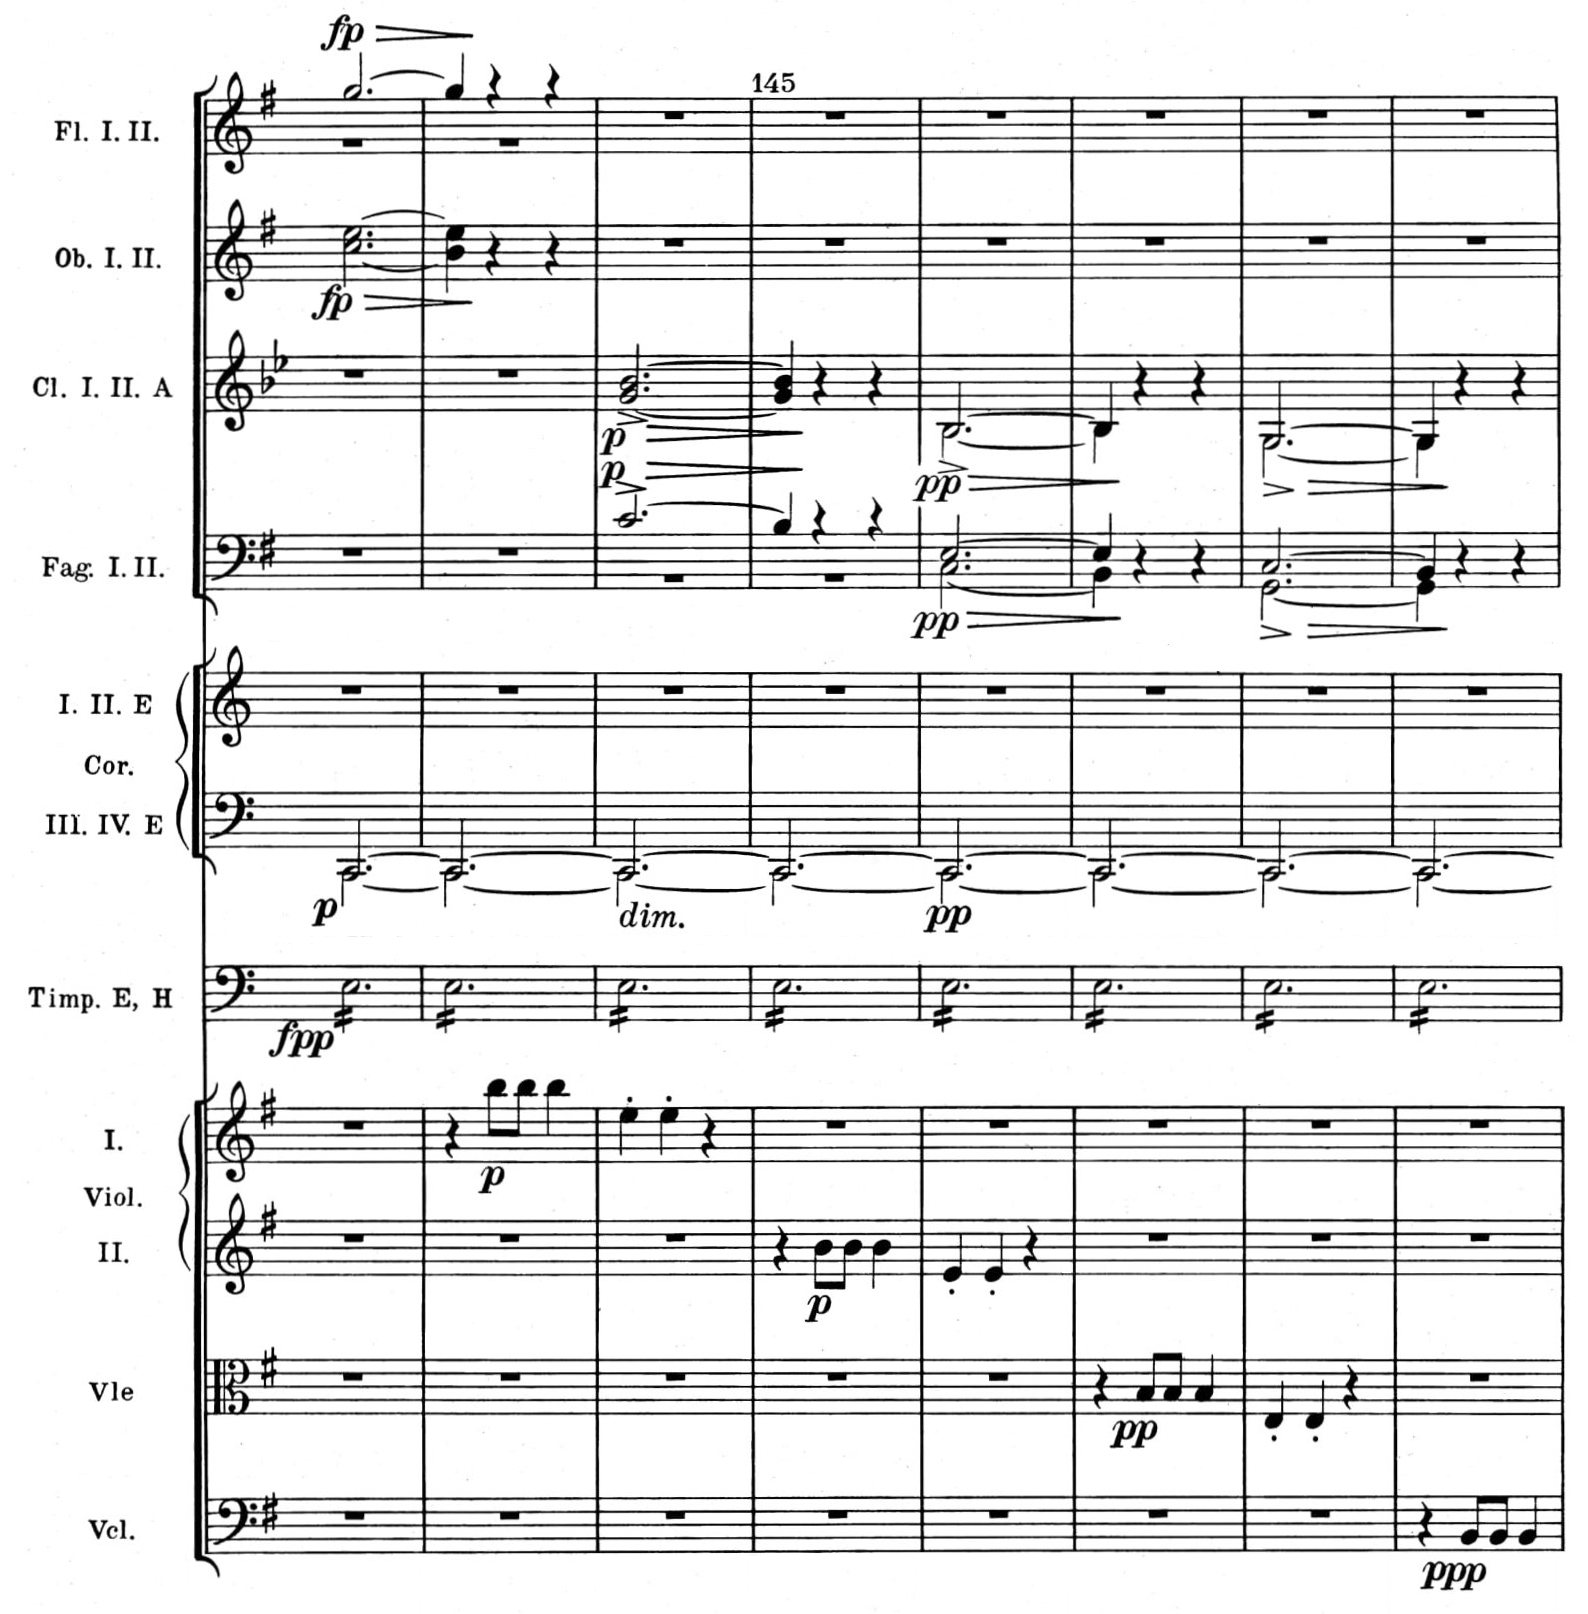 fp
145
Fl. I. II.
Ob. I. II.
fp
Cl. I. II. A
p
p
pp
Fag. I. II.
pp
I. II. E
Cor.
III. IV. E
p
dim.
pp
Timp. E, H
fpp
I.
p
Viol.
II.
p
Vle
pp
Vcl.
ppp